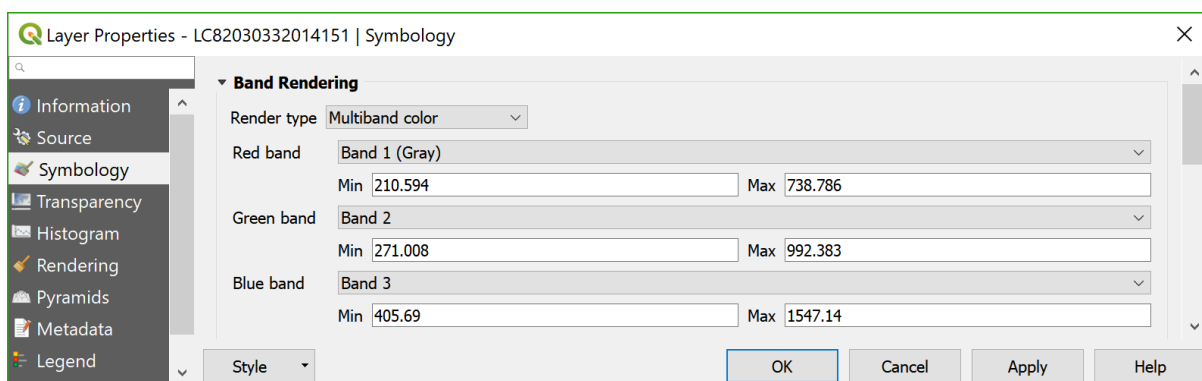 Layer Properties - LC82030332014151 | Symbology
Information
Source
Symbology
Transparency
Histogram
Rendering
Pyramids
Metadata
Legend
Band Rendering
Render type Multiband color
Red band Band 1 (Gray)
Min 210.594 Max 738.786
Green band Band 2
Min 271.008 Max 992.383
Blue band Band 3
Min 405.69 Max 1547.14
Style OK Cancel Apply Help